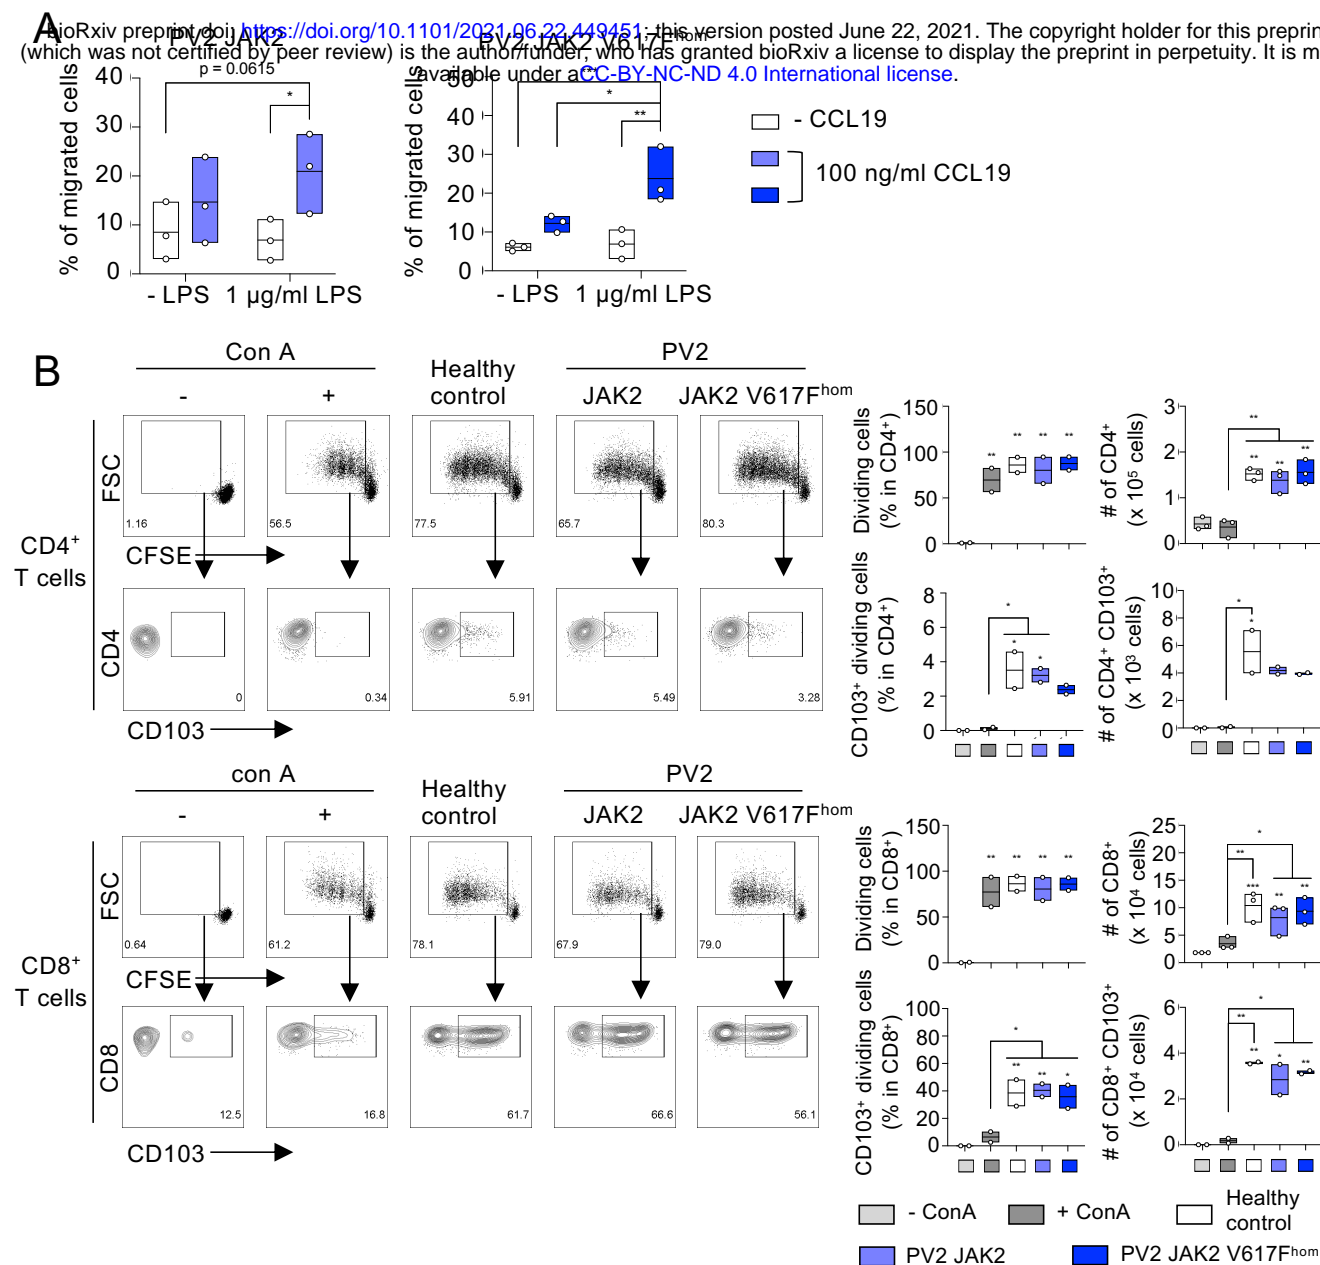 bioRxiv preprint doi: https://doi.org/10.1101/2021.06.22.449451; this version posted June 22, 2021. The copyright holder for this preprin
(which was not certified by peer review) is the author/funder, who has granted bioRxiv a license to display the preprint in perpetuity. It is m
available under aCC-BY-NC-ND 4.0 International license.
A
PV2 JAK2
PV2 JAK2 V617Fhom
% of migrated cells
40
30
20
10
0
p = 0.0615
*
- LPS 1 µg/ml LPS
% of migrated cells
50
40
30
20
10
0
*
**
- LPS 1 µg/ml LPS
- CCL19
100 ng/ml CCL19
B
Con A
- +
Healthy
control
PV2
JAK2 JAK2 V617Fhom
CD4+
T cells
FSC
1.16
56.5
77.5
65.7
80.3
CFSE
CD4
0
0.34
5.91
5.49
3.28
CD103
Dividing cells
(% in CD4+)
150
100
50
0
** ** ** **
# of CD4+
(x 10⁵ cells)
3
2
1
0
**
** ** **
CD103+ dividing cells
(% in CD4+)
8
6
4
2
0
*
* *
# of CD4+ CD103+
(x 10³ cells)
10
8
6
4
2
0
*
*
con A
- +
Healthy
control
PV2
JAK2 JAK2 V617Fhom
CD8+
T cells
FSC
0.64
61.2
78.1
67.9
79.0
CFSE
CD8
12.5
16.8
61.7
66.6
56.1
CD103
Dividing cells
(% in CD8+)
150
100
50
0
** ** ** **
# of CD8+
(x 10⁴ cells)
25
20
15
10
5
0
*
**
*** ** **
CD103+ dividing cells
(% in CD8+)
100
80
60
40
20
0
*
** ** *
# of CD8+ CD103+
(x 10⁴ cells)
6
4
2
0
*
**
** * **
- ConA
+ ConA
Healthy
control
PV2 JAK2
PV2 JAK2 V617Fhom